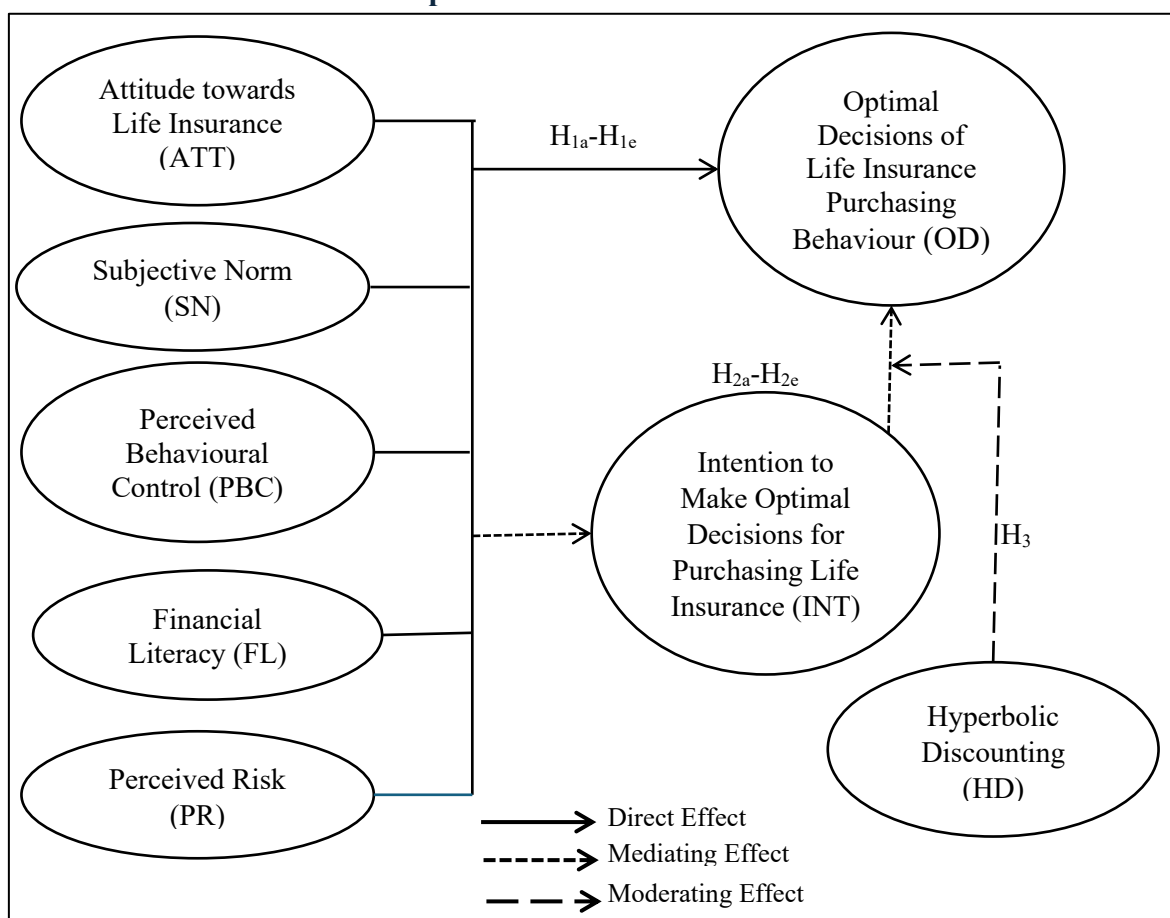 Attitude towards
Life Insurance
(ATT)
Subjective Norm
(SN)
Perceived
Behavioural
Control (PBC)
Financial
Literacy (FL)
Perceived Risk
(PR)
H1a-H1e
Optimal
Decisions of
Life Insurance
Purchasing
Behaviour (OD)
H2a-H2e
Intention to
Make Optimal
Decisions for
Purchasing Life
Insurance (INT)
H3
Hyperbolic
Discounting
(HD)
Direct Effect
Mediating Effect
Moderating Effect